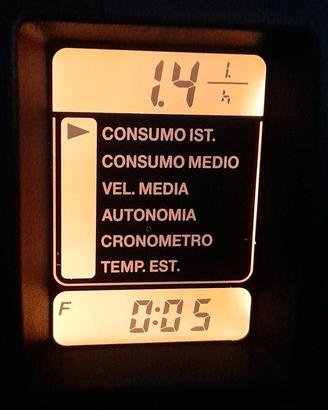 1.4 l/h
CONSUMO IST.
CONSUMO MEDIO
VEL. MEDIA
AUTONOMIA
CRONOMETRO
TEMP. EST.
F 0:05